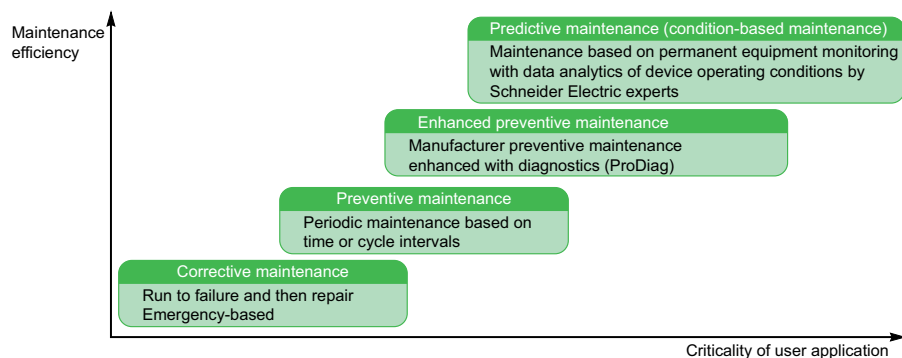 Maintenance
efficiency
Predictive maintenance (condition-based maintenance)
Maintenance based on permanent equipment monitoring
with data analytics of device operating conditions by
Schneider Electric experts
Enhanced preventive maintenance
Manufacturer preventive maintenance
enhanced with diagnostics (ProDiag)
Preventive maintenance
Periodic maintenance based on
time or cycle intervals
Corrective maintenance
Run to failure and then repair
Emergency-based
Criticality of user application